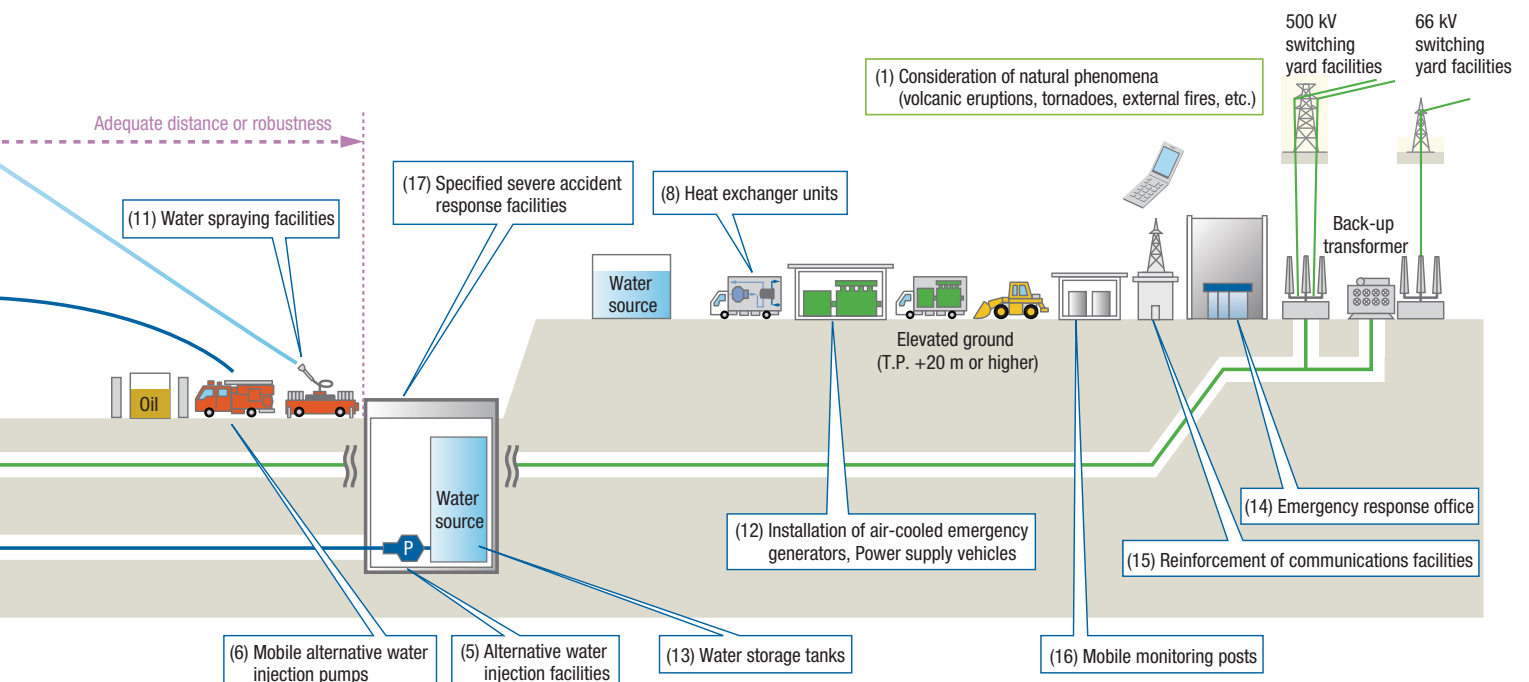 500 kV
switching
yard facilities
66 kV
switching
yard facilities
(1) Consideration of natural phenomena
(volcanic eruptions, tornadoes, external fires, etc.)
Adequate distance or robustness
(17) Specified severe accident
response facilities
(8) Heat exchanger units
(11) Water spraying facilities
Back-up
transformer
Water
source
Elevated ground
(T.P. +20 m or higher)
Oil
Water
source
P
(14) Emergency response office
(12) Installation of air-cooled emergency
generators, Power supply vehicles
(15) Reinforcement of communications facilities
(6) Mobile alternative water
injection pumps
(5) Alternative water
injection facilities
(13) Water storage tanks
(16) Mobile monitoring posts